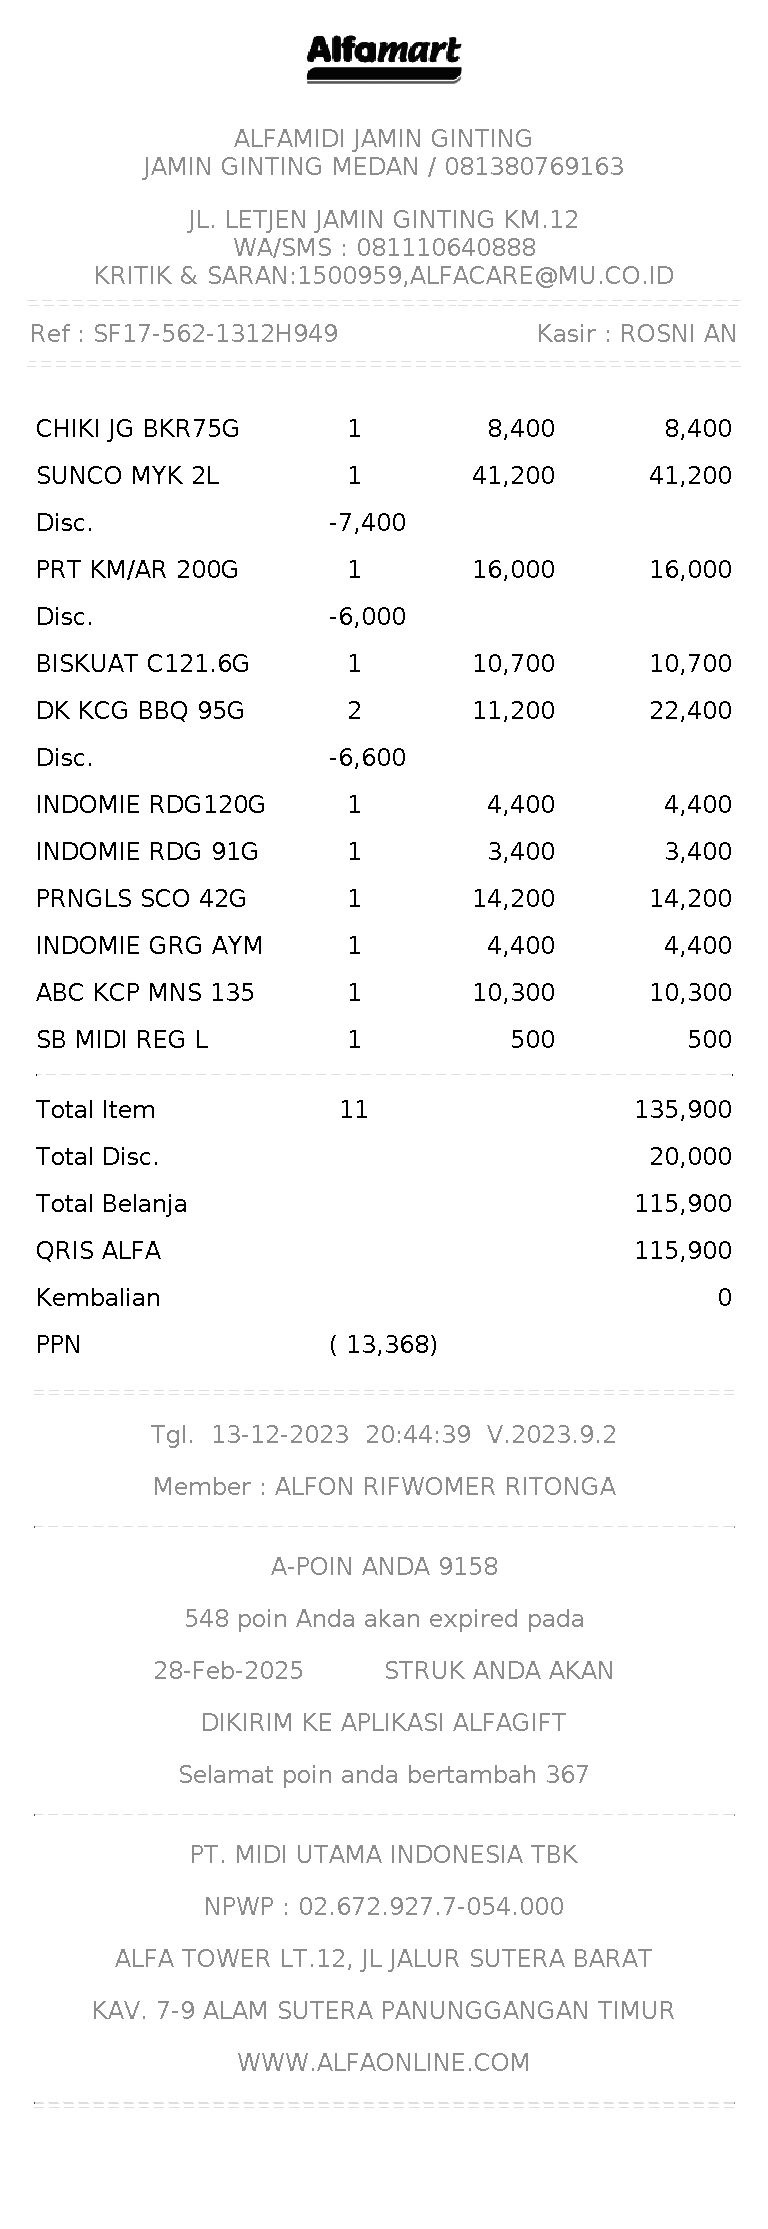 Alfamart
ALFAMIDI JAMIN GINTING
JAMIN GINTING MEDAN / 081380769163
JL. LETJEN JAMIN GINTING KM.12
WA/SMS : 081110640888
KRITIK & SARAN:1500959,ALFACARE@MU.CO.ID
Ref : SF17-562-1312H949 Kasir : ROSNI AN
CHIKI JG BKR75G 1 8,400 8,400
SUNCO MYK 2L 1 41,200 41,200
Disc. -7,400
PRT KM/AR 200G 1 16,000 16,000
Disc. -6,000
BISKUAT C121.6G 1 10,700 10,700
DK KCG BBQ 95G 2 11,200 22,400
Disc. -6,600
INDOMIE RDG120G 1 4,400 4,400
INDOMIE RDG 91G 1 3,400 3,400
PRNGLS SCO 42G 1 14,200 14,200
INDOMIE GRG AYM 1 4,400 4,400
ABC KCP MNS 135 1 10,300 10,300
SB MIDI REG L 1 500 500
Total Item 11 135,900
Total Disc. 20,000
Total Belanja 115,900
QRIS ALFA 115,900
Kembalian 0
PPN ( 13,368)
Tgl. 13-12-2023 20:44:39 V.2023.9.2
Member : ALFON RIFWOMER RITONGA
A-POIN ANDA 9158
548 poin Anda akan expired pada
28-Feb-2025 STRUK ANDA AKAN
DIKIRIM KE APLIKASI ALFAGIFT
Selamat poin anda bertambah 367
PT. MIDI UTAMA INDONESIA TBK
NPWP : 02.672.927.7-054.000
ALFA TOWER LT.12, JL JALUR SUTERA BARAT
KAV. 7-9 ALAM SUTERA PANUNGGANGAN TIMUR
WWW.ALFAONLINE.COM